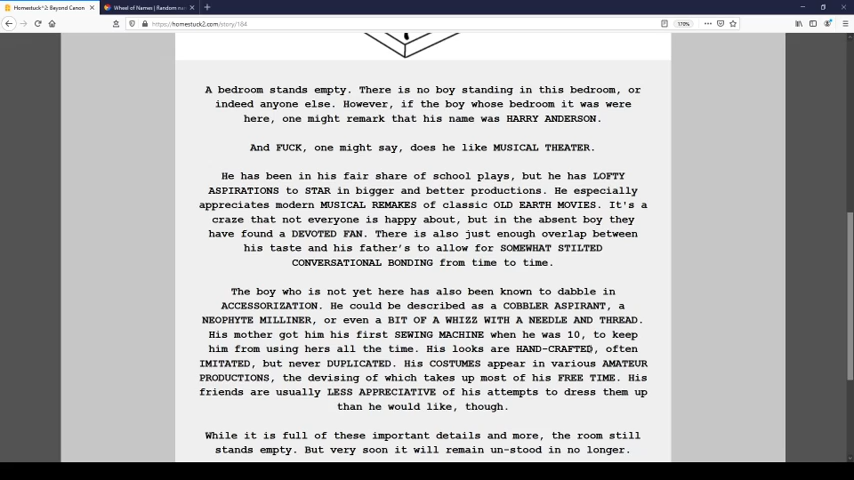 Homestuck^2: Beyond Canon
Wheel of Names | Random na
https://homestuck2.com/story/164
170%
A bedroom stands empty. There is no boy standing in this bedroom, or
indeed anyone else. However, if the boy whose bedroom it was were
here, one might remark that his name was HARRY ANDERSON.
And FUCK, one might say, does he like MUSICAL THEATER.
He has been in his fair share of school plays, but he has LOFTY
ASPIRATIONS to STAR in bigger and better productions. He especially
appreciates modern MUSICAL REMAKES of classic OLD EARTH MOVIES. It's a
craze that not everyone is happy about, but in the absent boy they
have found a DEVOTED FAN. There is also just enough overlap between
his taste and his father's to allow for SOMEWHAT STILTED
CONVERSATIONAL BONDING from time to time.
The boy who is not yet here has also been known to dabble in
ACCESSORIZATION. He could be described as a COBBLER ASPIRANT, a
NEOPHYTE MILLINER, or even a BIT OF A WHIZZ WITH A NEEDLE AND THREAD.
His mother got him his first SEWING MACHINE when he was 10, to keep
him from using hers all the time. His looks are HAND-CRAFTED, often
IMITATED, but never DUPLICATED. His COSTUMES appear in various AMATEUR
PRODUCTIONS, the devising of which takes up most of his FREE TIME. His
friends are usually LESS APPRECIATIVE of his attempts to dress them up
than he would like, though.
While it is full of these important details and more, the room still
stands empty. But very soon it will remain un-stood in no longer.